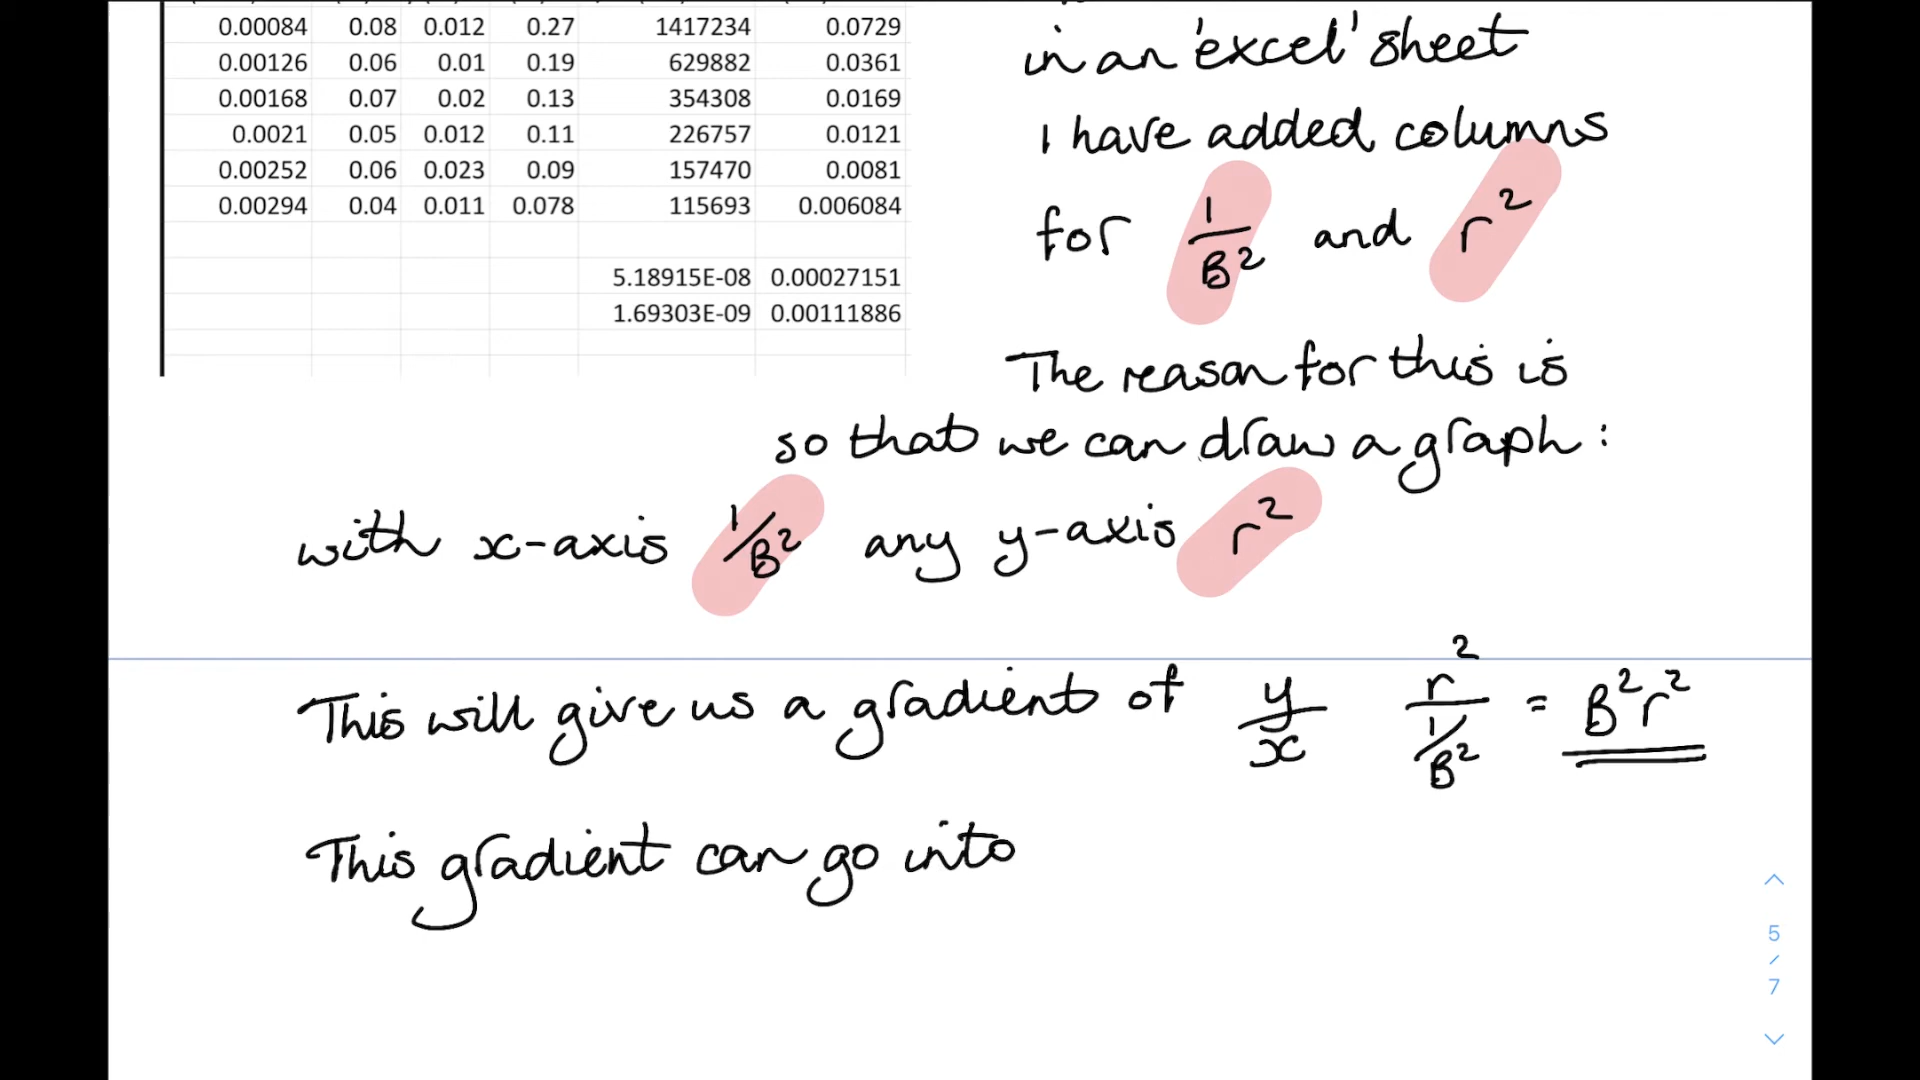 0.00084 0.08 0.012 0.27 1417234 0.0729
0.00126 0.06 0.01 0.19 629882 0.0361
0.00168 0.07 0.02 0.13 354308 0.0169
0.0021 0.05 0.012 0.11 226757 0.0121
0.00252 0.06 0.023 0.09 157470 0.0081
0.00294 0.04 0.011 0.078 115693 0.006084
5.18915E-08 0.00027151
1.69303E-09 0.00111886
in an 'excel' sheet
I have added columns
for 1/B² and r²
The reason for this is
so that we can draw a graph:
with x-axis 1/B² any y-axis r²
This will give us a gradient of y/x r²/1/B² = B²r²
This gradient can go into
5
/
7